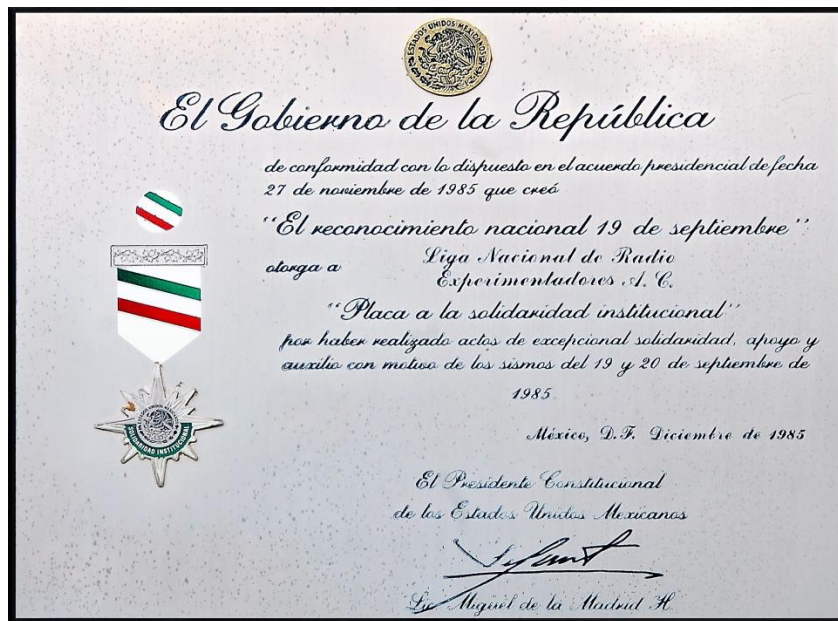 ESTADOS UNIDOS MEXICANOS
El Gobierno de la República
de conformidad con lo dispuesto en el acuerdo presidencial de fecha
27 de noviembre de 1985 que creó
"El reconocimiento nacional 19 de septiembre"
otorga a Liga Nacional de Radio
Experimentadores A. C.
"Placa a la solidaridad institucional"
por haber realizado actos de excepcional solidaridad, apoyo y
auxilio con motivo de los sismos del 19 y 20 de septiembre de
1985
México, D.F. Diciembre de 1985
SOLIDARIDAD INSTITUCIONAL
El Presidente Constitucional
de los Estados Unidos Mexicanos
Lic Miguel de la Madrid H